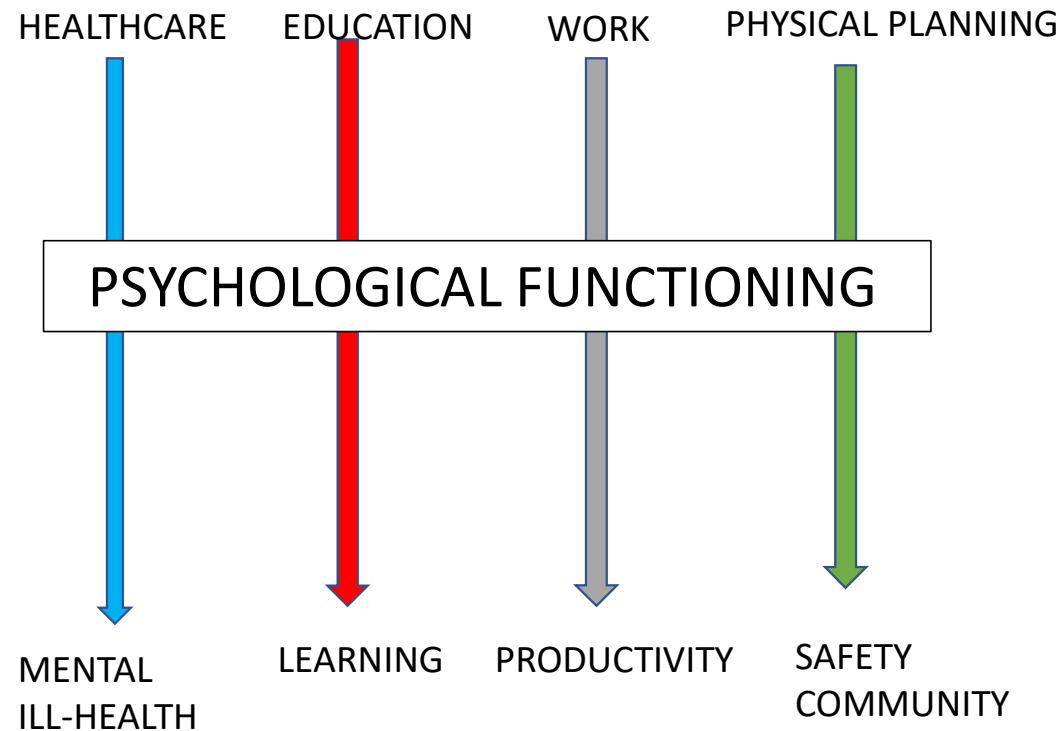 HEALTHCARE EDUCATION WORK PHYSICAL PLANNING
PSYCHOLOGICAL FUNCTIONING
MENTAL
ILL-HEALTH
LEARNING
PRODUCTIVITY
SAFETY
COMMUNITY